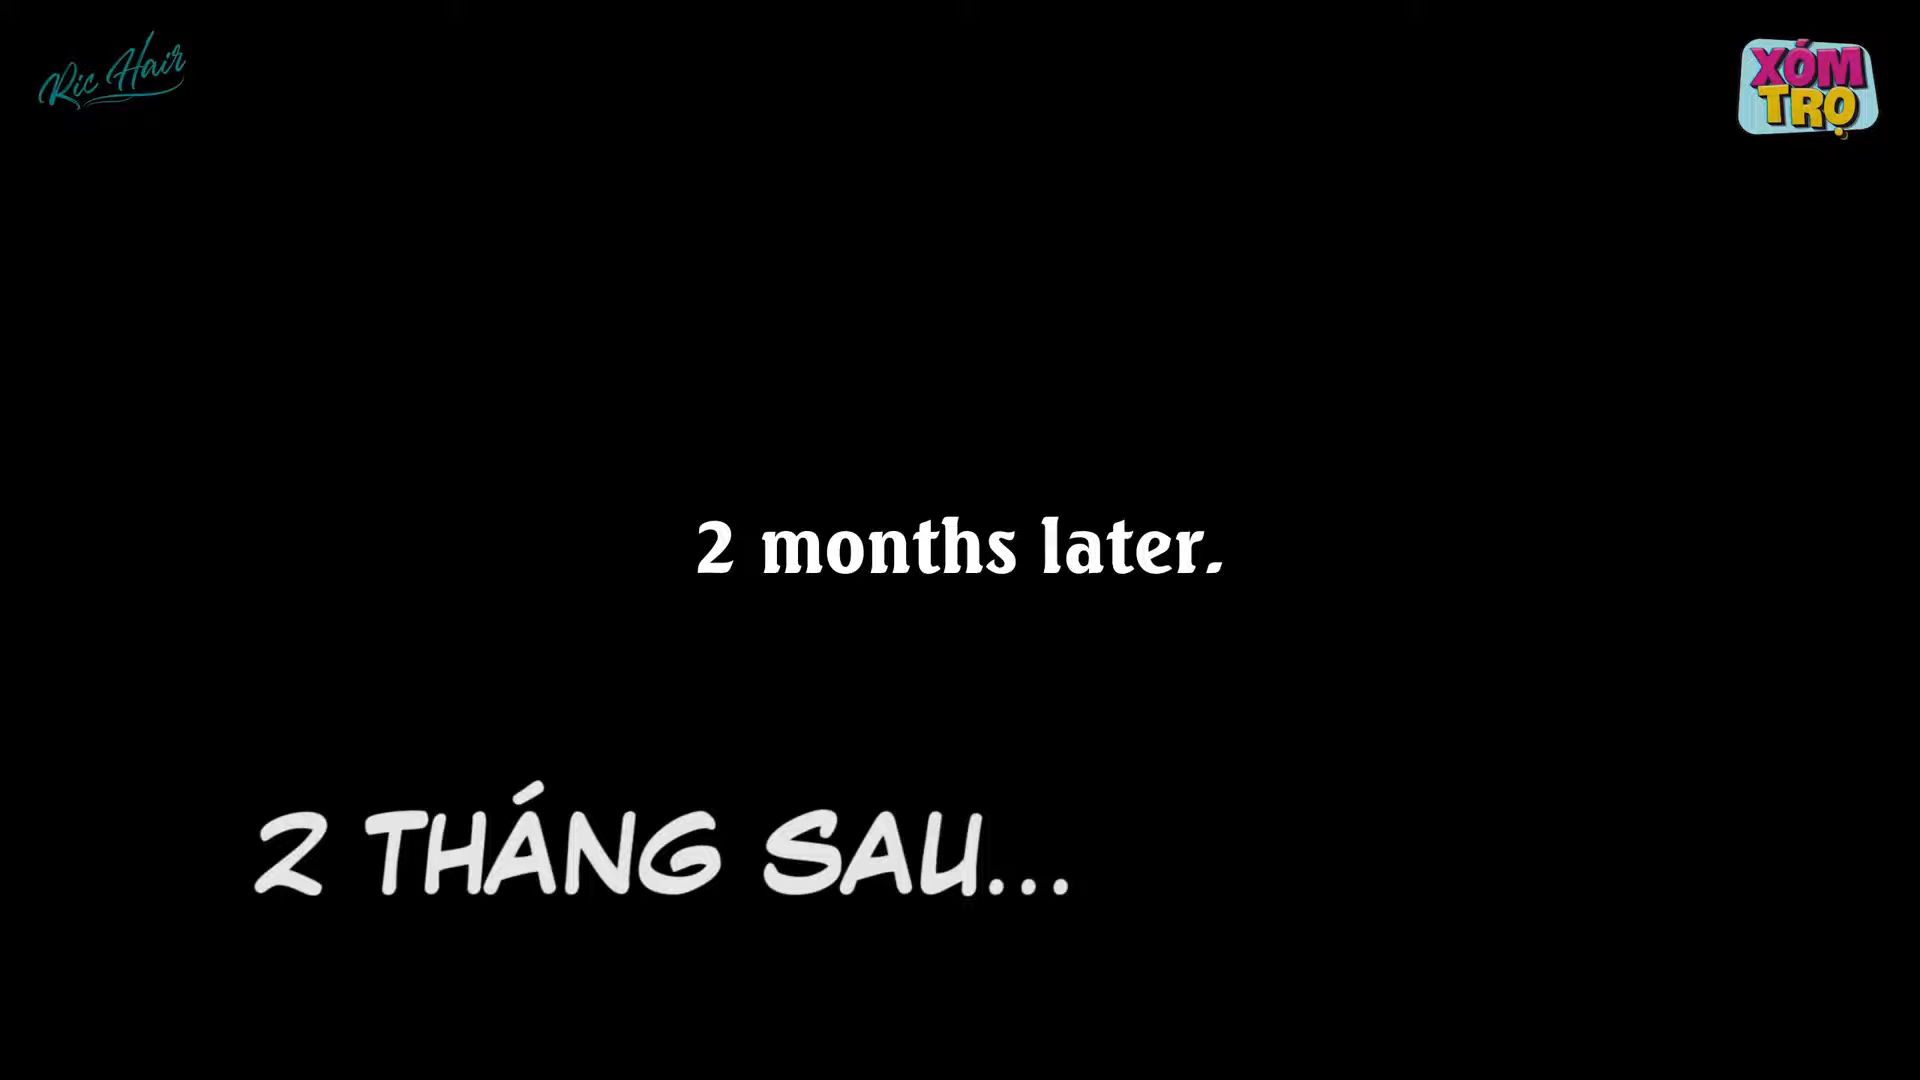 Ric Hair
XÓM
TRỌ
2 months later.
2 THÁNG SAU...